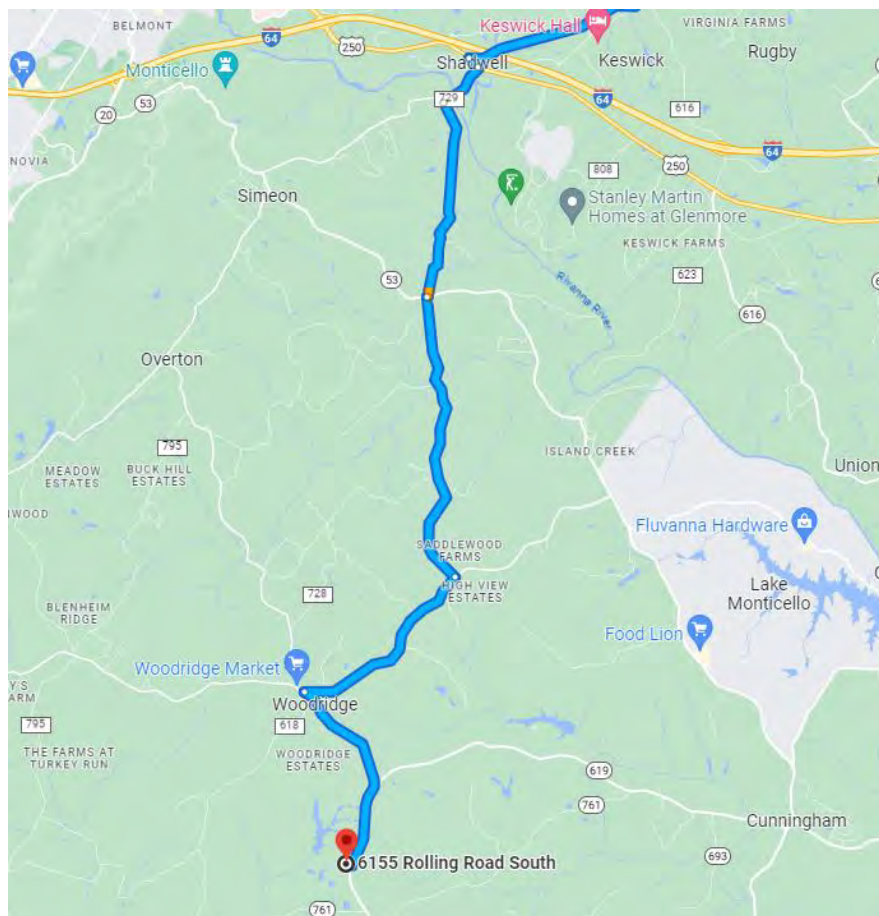 BELMONT
Keswick Hall
VIRGINIA FARMS
64
250
Monticello
Shadwell
Keswick
Rugby
53
20
729
64
616
NOVIA
808
64
250
Simeon
Stanley Martin
Homes at Glenmore
KESWICK FARMS
53
623
Rivanna River
616
Overton
ISLAND CREEK
795
MEADOW
ESTATES
BUCK HILL
ESTATES
Union
Fluvanna Hardware
SADDLEWOOD
FARMS
HIGH VIEW
ESTATES
Lake
Monticello
728
BLENHEIM
RIDGE
Food Lion
Woodridge Market
Woodridge
795
618
THE FARMS AT
TURKEY RUN
WOODRIDGE
ESTATES
619
761
Cunningham
6155 Rolling Road South
693
761